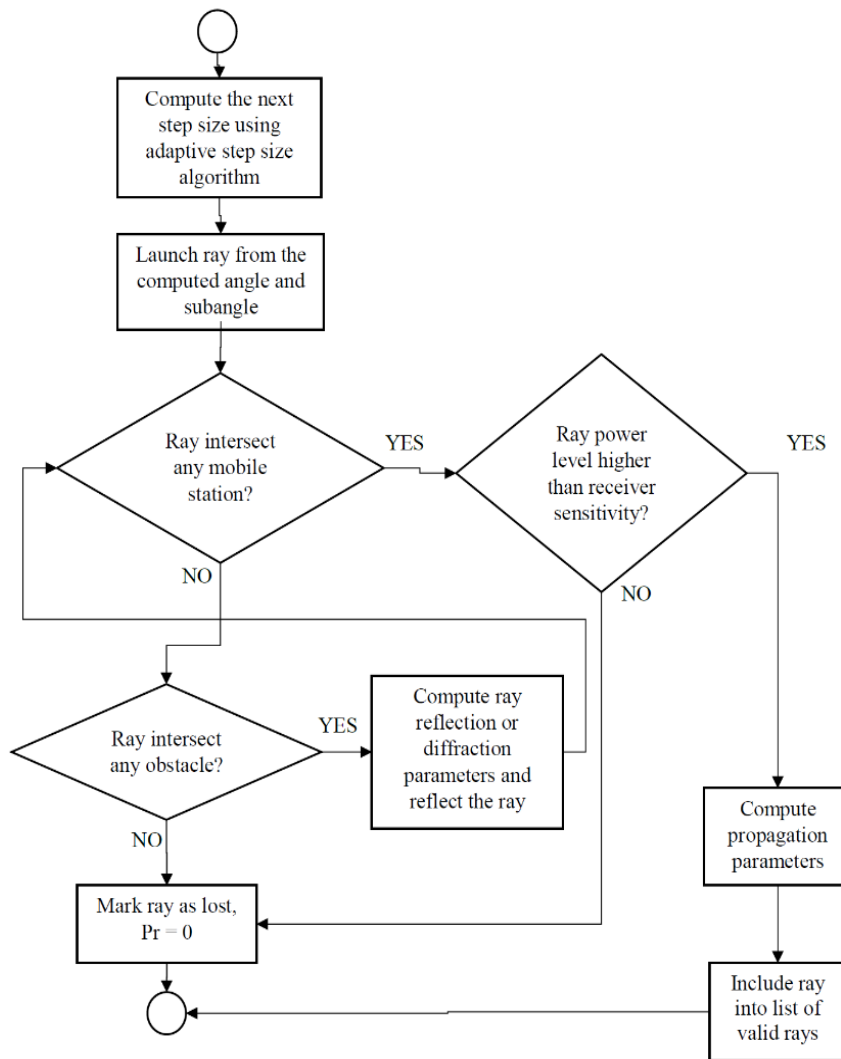 Compute the next
step size using
adaptive step size
algorithm
Launch ray from the
computed angle and
subangle
Ray intersect
any mobile
station?
YES
NO
Ray power
level higher
than receiver
sensitivity?
YES
NO
Ray intersect
any obstacle?
YES
NO
Compute ray
reflection or
diffraction
parameters and
reflect the ray
Compute
propagation
parameters
Mark ray as lost,
Pr = 0
Include ray
into list of
valid rays